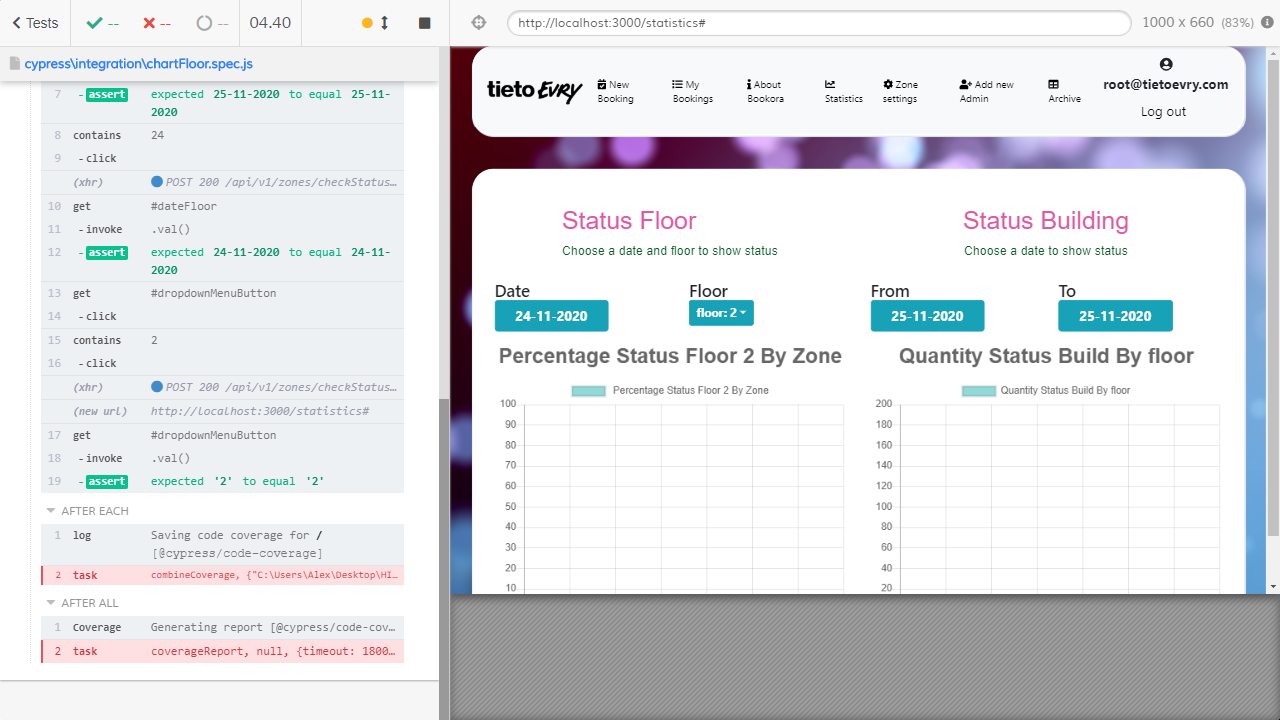 Tests
--
--
--
04.40
http://localhost:3000/statistics#
1000 x 660 (83%)
cypress\integration\chartFloor.spec.js
7 - assert expected 25-11-2020 to equal 25-11-
2020
8 contains 24
9 - click
(xhr) POST 200 /api/v1/zones/checkStatus…
10 get #dateFloor
11 - invoke .val()
12 - assert expected 24-11-2020 to equal 24-11-
2020
13 get #dropdownMenuButton
14 - click
15 contains 2
16 - click
(xhr) POST 200 /api/v1/zones/checkStatus…
(new url) http://localhost:3000/statistics#
17 get #dropdownMenuButton
18 - invoke .val()
19 - assert expected '2' to equal '2'
AFTER EACH
1 log Saving code coverage for /
[@cypress/code-coverage]
2 task combineCoverage, {"C:\Users\Alex\Desktop\HI…
AFTER ALL
1 Coverage Generating report [@cypress/code-cov…
2 task coverageReport, null, {timeout: 1800…
tieto Evry
New Booking
My Bookings
About Bookora
Statistics
Zone settings
Add new Admin
Archive
root@tietoevry.com
Log out
Status Floor
Choose a date and floor to show status
Date
24-11-2020
Floor
floor: 2
Percentage Status Floor 2 By Zone
Percentage Status Floor 2 By Zone
100
90
80
70
60
50
40
30
20
10
Status Building
Choose a date to show status
From
25-11-2020
To
25-11-2020
Quantity Status Build By floor
Quantity Status Build By floor
200
180
160
140
120
100
80
60
40
20